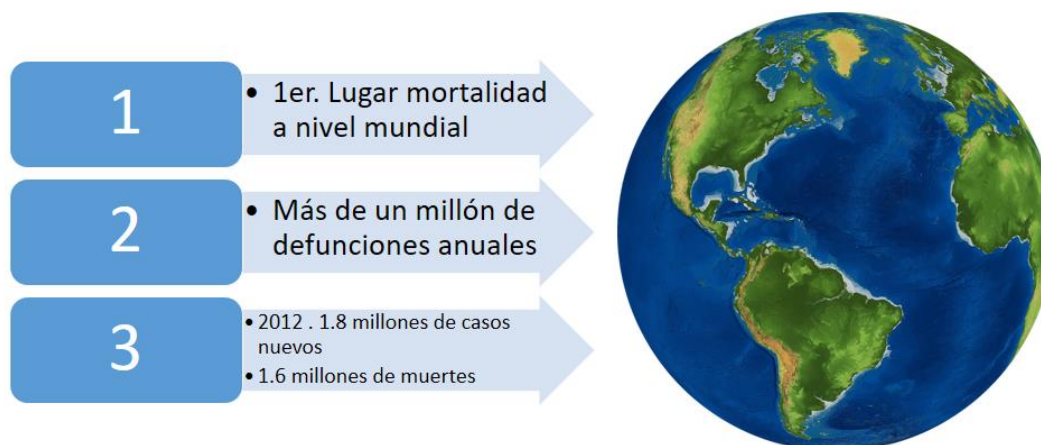 1
• 1er. Lugar mortalidad
a nivel mundial
2
• Más de un millón de
defunciones anuales
3
• 2012 . 1.8 millones de casos
nuevos
• 1.6 millones de muertes